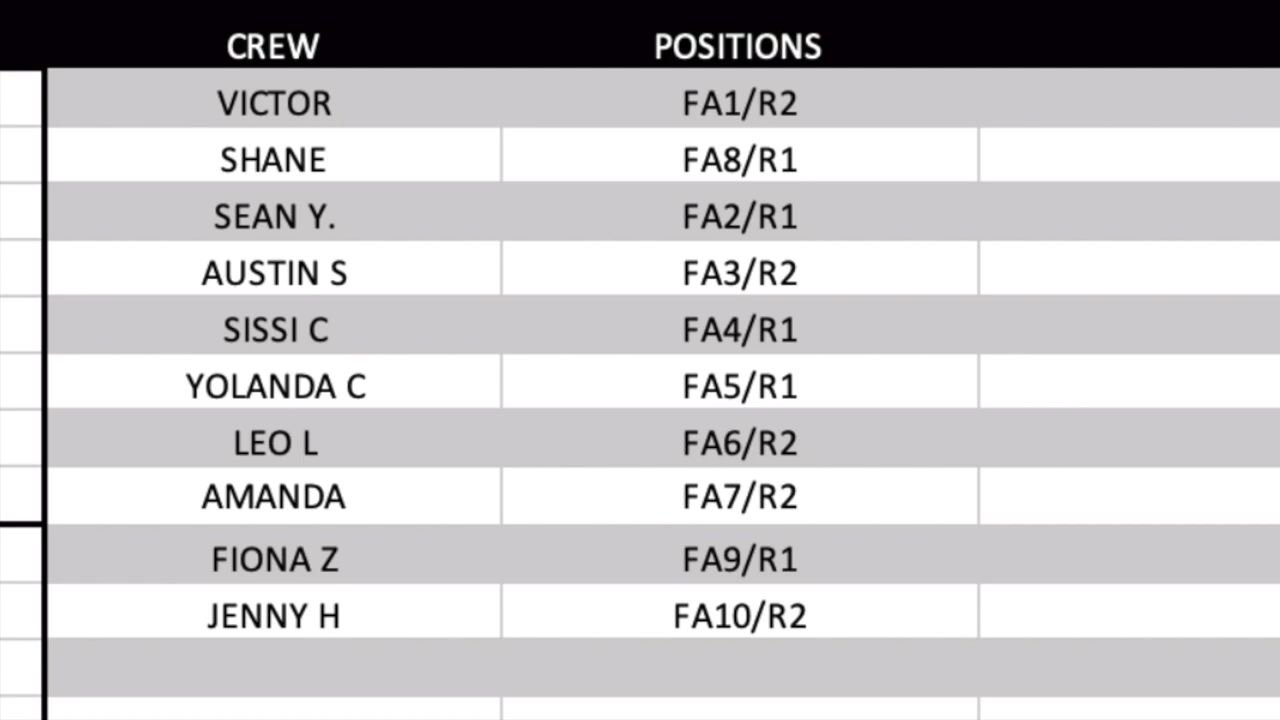 CREW POSITIONS
VICTOR FA1/R2
SHANE FA8/R1
SEAN Y. FA2/R1
AUSTIN S FA3/R2
SISSI C FA4/R1
YOLANDA C FA5/R1
LEO L FA6/R2
AMANDA FA7/R2
FIONA Z FA9/R1
JENNY H FA10/R2